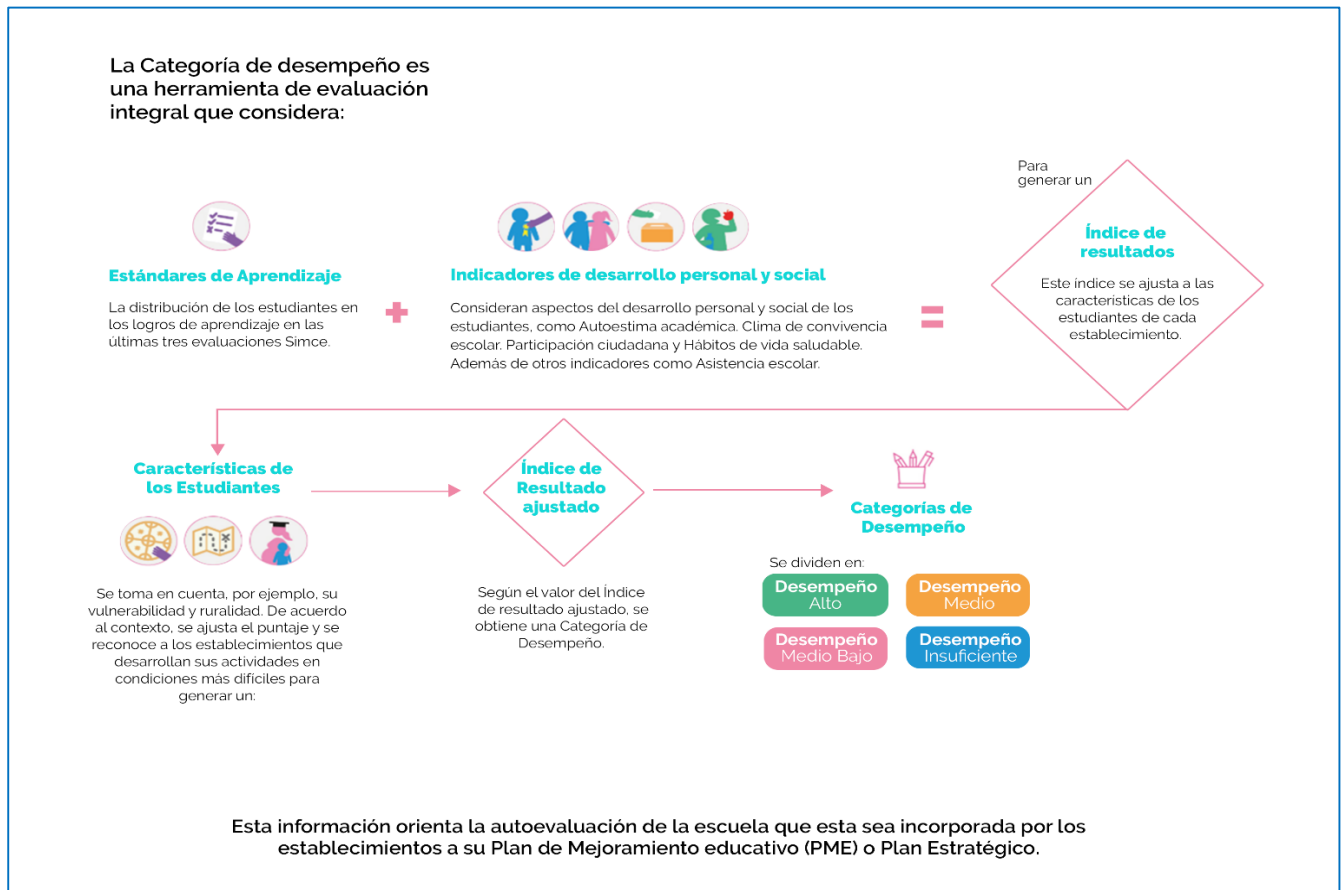 La Categoría de desempeño es
una herramienta de evaluación
integral que considera:
Estándares de Aprendizaje
La distribución de los estudiantes en
los logros de aprendizaje en las
últimas tres evaluaciones Simce.
+
Indicadores de desarrollo personal y social
Consideran aspectos del desarrollo personal y social de los
estudiantes, como Autoestima académica. Clima de convivencia
escolar. Participación ciudadana y Hábitos de vida saludable.
Además de otros indicadores como Asistencia escolar.
=
Para
generar un
Índice de
resultados
Este índice se ajusta a las
características de los
estudiantes de cada
establecimiento.
Características de
los Estudiantes
Se toma en cuenta, por ejemplo, su
vulnerabilidad y ruralidad. De acuerdo
al contexto, se ajusta el puntaje y se
reconoce a los establecimientos que
desarrollan sus actividades en
condiciones más difíciles para
generar un:
Índice de
Resultado
ajustado
Según el valor del Índice
de resultado ajustado, se
obtiene una Categoría de
Desempeño.
Categorías de
Desempeño
Se dividen en:
Desempeño
Alto
Desempeño
Medio
Desempeño
Medio Bajo
Desempeño
Insuficiente
Esta información orienta la autoevaluación de la escuela que esta sea incorporada por los
establecimientos a su Plan de Mejoramiento educativo (PME) o Plan Estratégico.